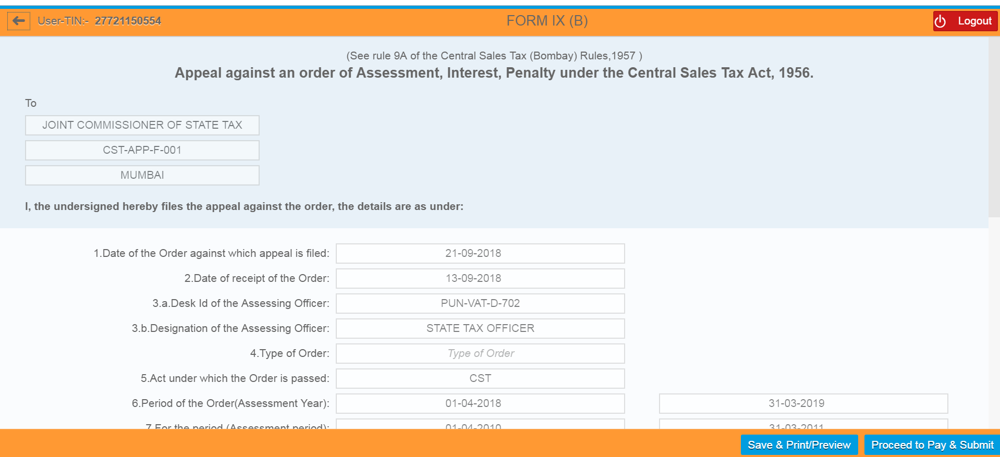 User-TIN:- 27721150554 FORM IX (B) Logout
(See rule 9A of the Central Sales Tax (Bombay) Rules,1957 )
Appeal against an order of Assessment, Interest, Penalty under the Central Sales Tax Act, 1956.
To
JOINT COMMISSIONER OF STATE TAX
CST-APP-F-001
MUMBAI
I, the undersigned hereby files the appeal against the order, the details are as under:
1.Date of the Order against which appeal is filed: 21-09-2018
2.Date of receipt of the Order: 13-09-2018
3.a.Desk Id of the Assessing Officer: PUN-VAT-D-702
3.b.Designation of the Assessing Officer: STATE TAX OFFICER
4.Type of Order: Type of Order
5.Act under which the Order is passed: CST
6.Period of the Order(Assessment Year): 01-04-2018 31-03-2019
7.For the period (Assessment period): 01-04-2010 31-03-2011
Save & Print/Preview Proceed to Pay & Submit